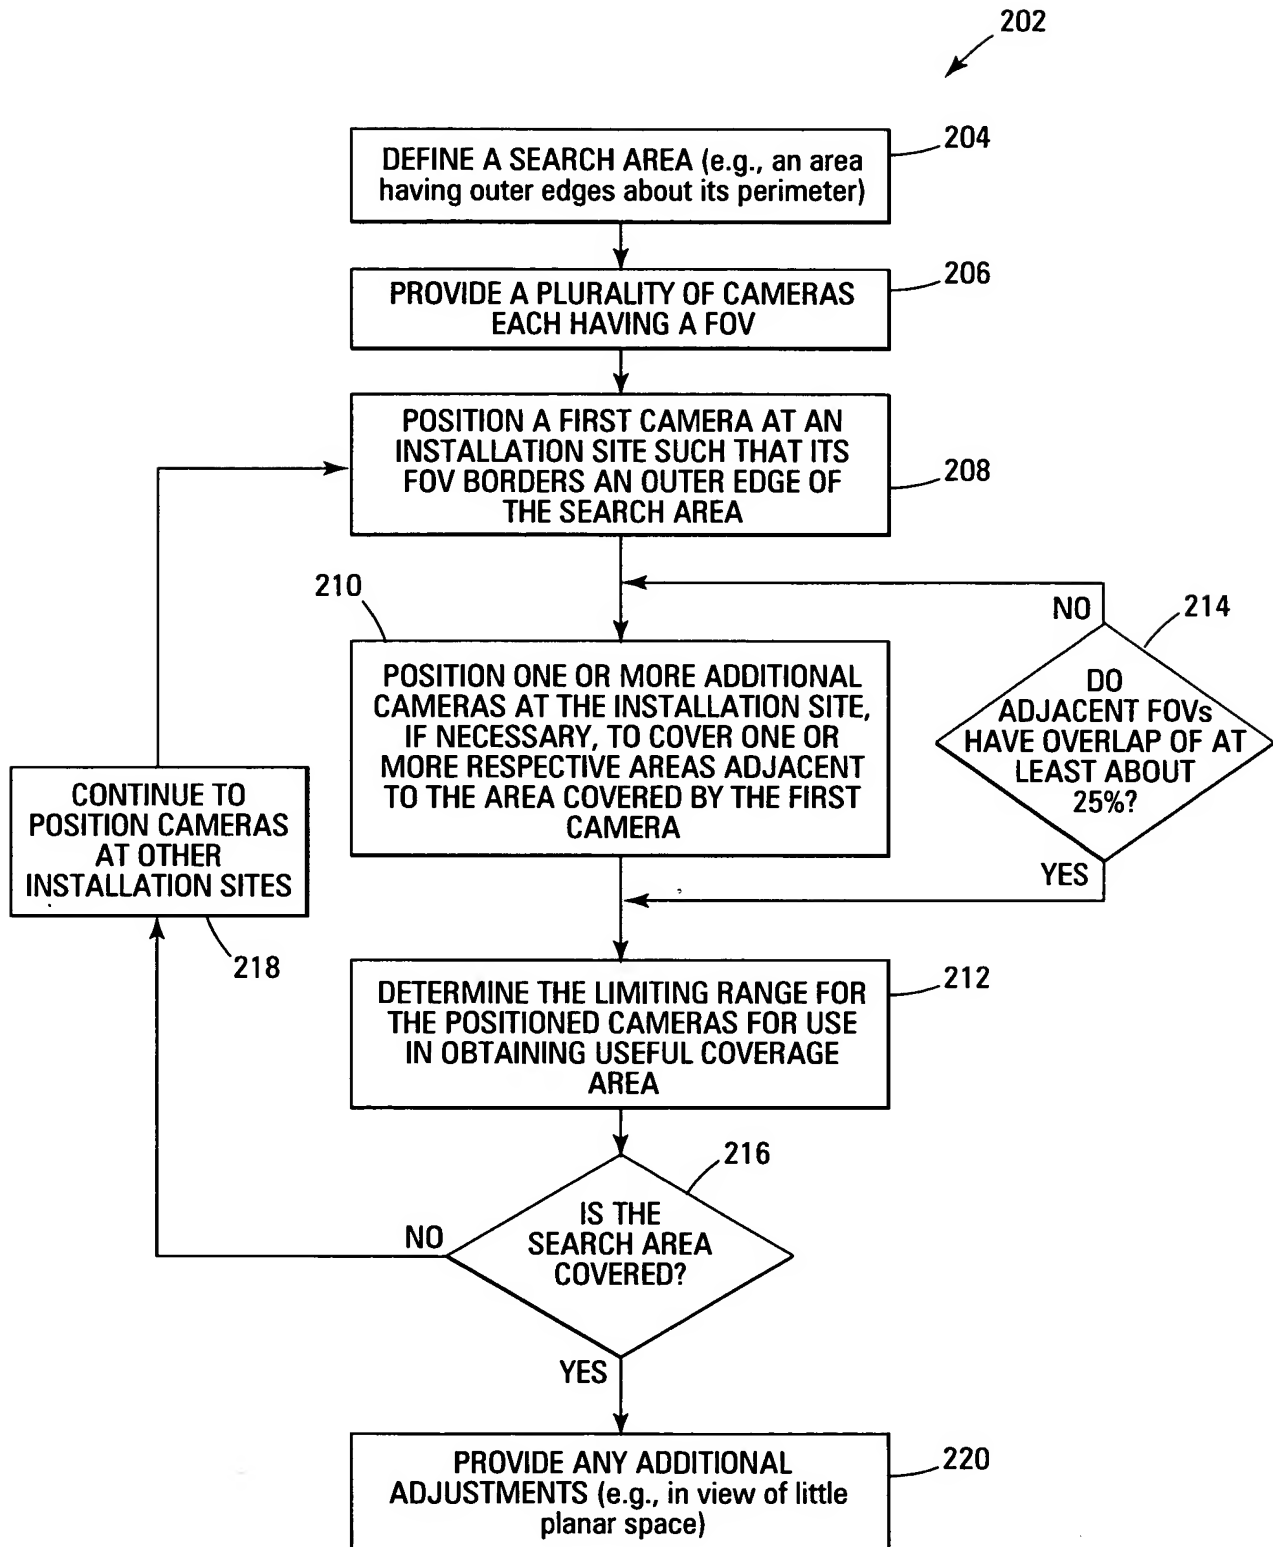 202
204
DEFINE A SEARCH AREA (e.g., an area
having outer edges about its perimeter)
206
PROVIDE A PLURALITY OF CAMERAS
EACH HAVING A FOV
POSITION A FIRST CAMERA AT AN
INSTALLATION SITE SUCH THAT ITS
FOV BORDERS AN OUTER EDGE OF
THE SEARCH AREA
208
210
NO
214
POSITION ONE OR MORE ADDITIONAL
CAMERAS AT THE INSTALLATION SITE,
IF NECESSARY, TO COVER ONE OR
MORE RESPECTIVE AREAS ADJACENT
TO THE AREA COVERED BY THE FIRST
CAMERA
DO
ADJACENT FOVs
HAVE OVERLAP OF AT
LEAST ABOUT
25%?
YES
CONTINUE TO
POSITION CAMERAS
AT OTHER
INSTALLATION SITES
218
DETERMINE THE LIMITING RANGE FOR
THE POSITIONED CAMERAS FOR USE
IN OBTAINING USEFUL COVERAGE
AREA
212
216
IS THE
SEARCH AREA
COVERED?
NO
YES
PROVIDE ANY ADDITIONAL
ADJUSTMENTS (e.g., in view of little
planar space)
220